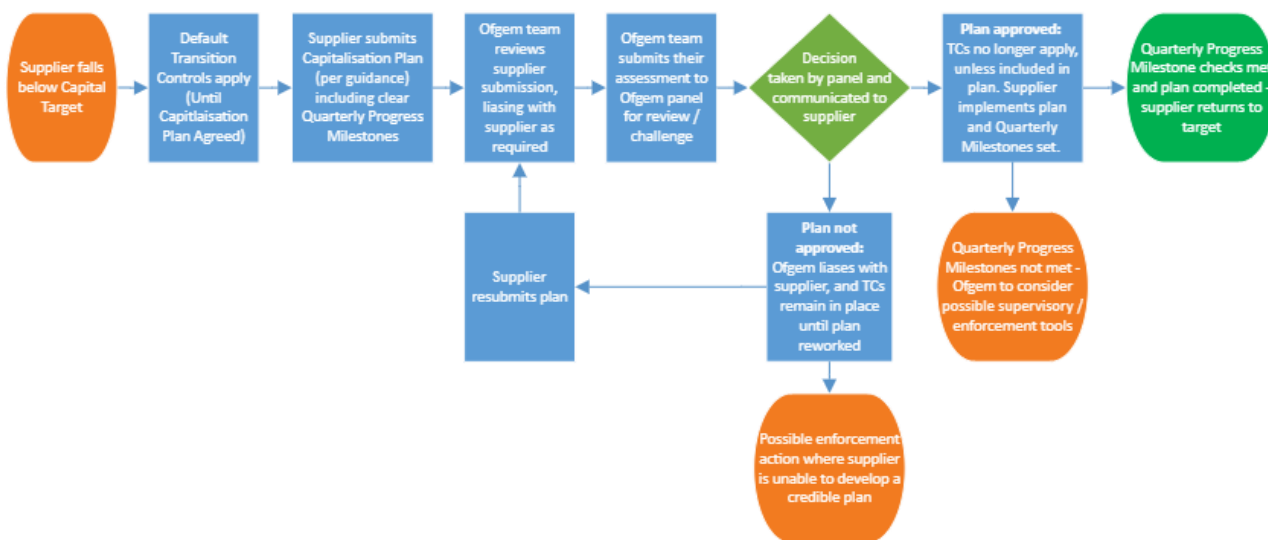 Supplier falls
below Capital
Target
Default
Transition
Controls apply
(Until
Capitlaisation
Plan Agreed)
Supplier submits
Capitalisation Plan
(per guidance)
including clear
Quarterly Progress
Milestones
Ofgem team
reviews
supplier
submission,
liasing with
supplier as
required
Ofgem team
submits their
assessment to
Ofgem panel
for review /
challenge
Decision
taken by panel and
communicated to
supplier
Plan approved:
TCs no longer apply,
unless included in
plan. Supplier
implements plan
and Quarterly
Milestones set.
Quarterly Progress
Milestone checks met
and plan completed -
supplier returns to
target
Supplier
resubmits plan
Plan not
approved:
Ofgem liases with
supplier, and TCs
remain in place
until plan
reworked
Quarterly Progress
Milestones not met -
Ofgem to consider
possible supervisory /
enforcement tools
Possible enforcement
action where supplier
is unable to develop a
credible plan